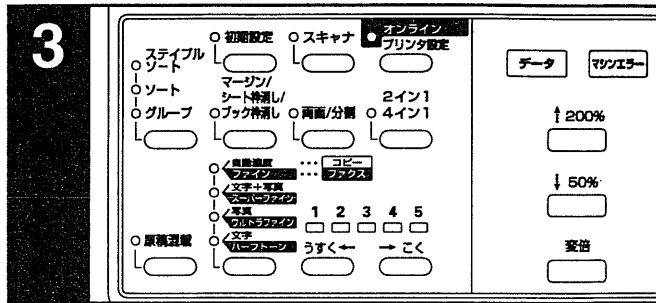 3
初期設定
スキャナ
オンライン
プリンタ設定
ステイプル
ソート
ソート
グループ
マージン/
シート枠消し/
ブック枠消し
両面/分割
2イン1
4イン1
データ
マシンエラー
↑ 200%
↓ 50%
変倍
自動濃度
ファイン
コピー
ファクス
文字+写真
スーパーファイン
写真
ウルトラファイン
文字
ハーフトーン
1 2 3 4 5
うすく← → こく
原稿混載